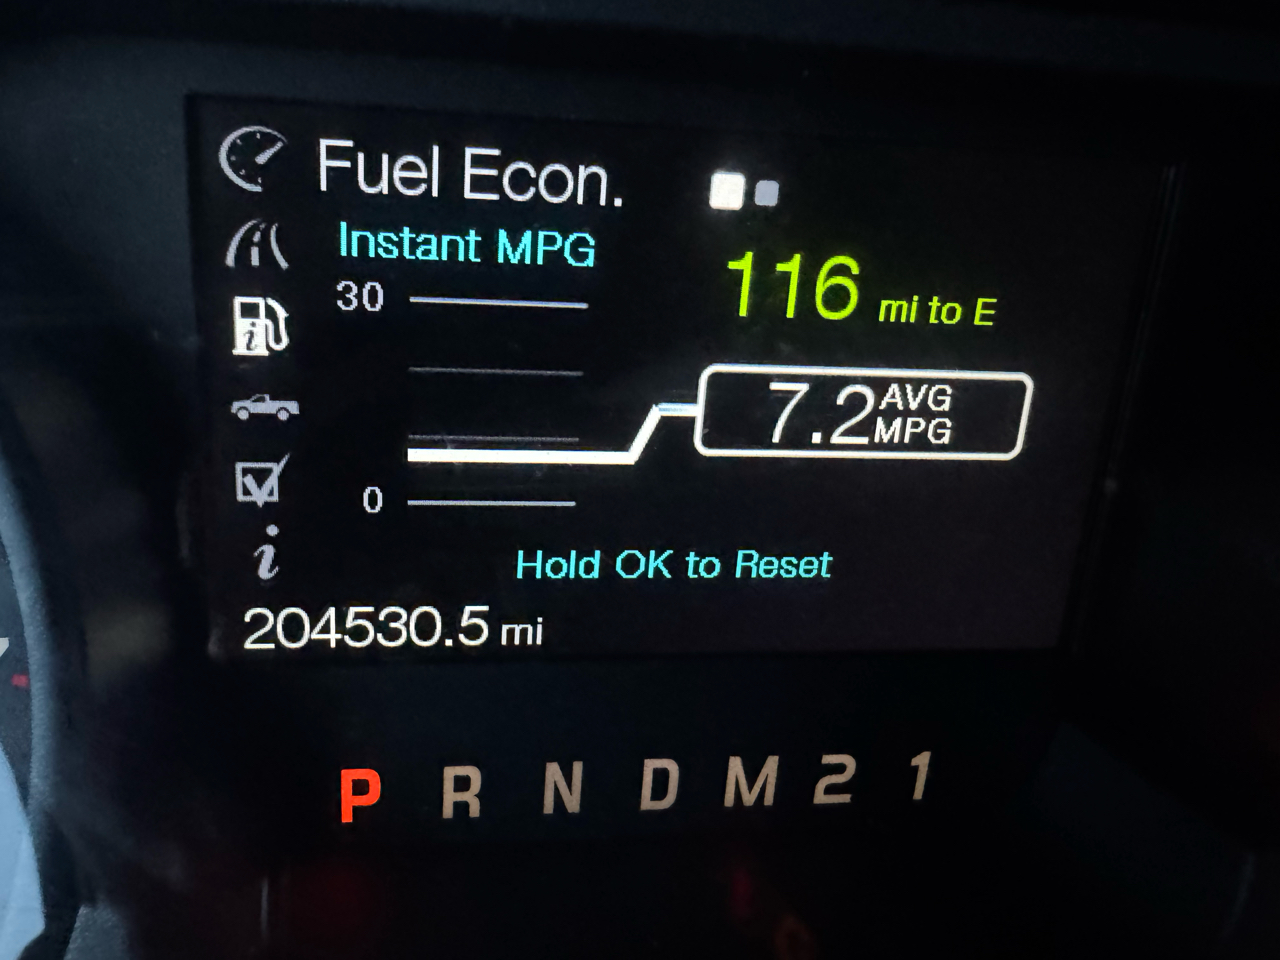 Fuel Econ.
Instant MPG
30
116 mi to E
7.2 AVG MPG
0
Hold OK to Reset
204530.5 mi
P R N D M 2 1